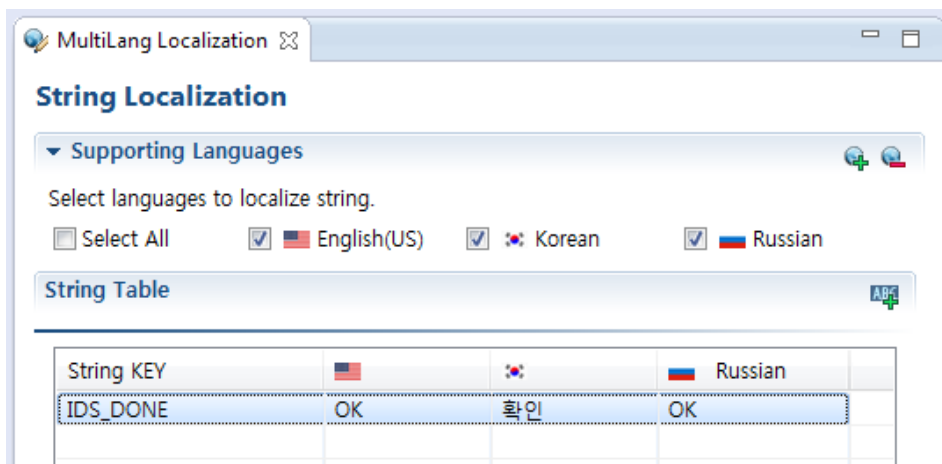 MultiLang Localization
String Localization
Supporting Languages
Select languages to localize string.
Select All English(US) Korean Russian
String Table
ABC
String KEY Russian
IDS_DONE OK 확인 OK